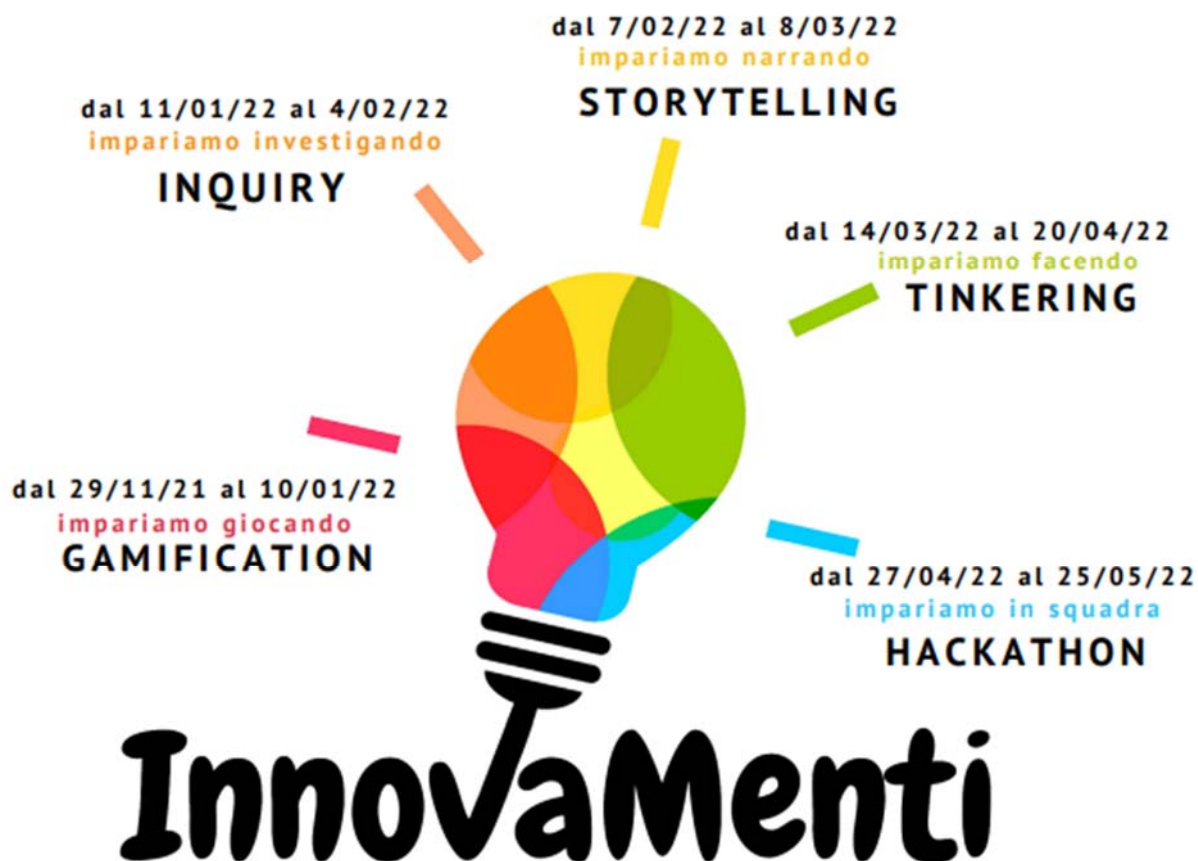 dal 7/02/22 al 8/03/22
impariamo narrando
STORYTELLING
dal 11/01/22 al 4/02/22
impariamo investigando
INQUIRY
dal 14/03/22 al 20/04/22
impariamo facendo
TINKERING
dal 29/11/21 al 10/01/22
impariamo giocando
GAMIFICATION
dal 27/04/22 al 25/05/22
impariamo in squadra
HACKATHON
InnovaMenti